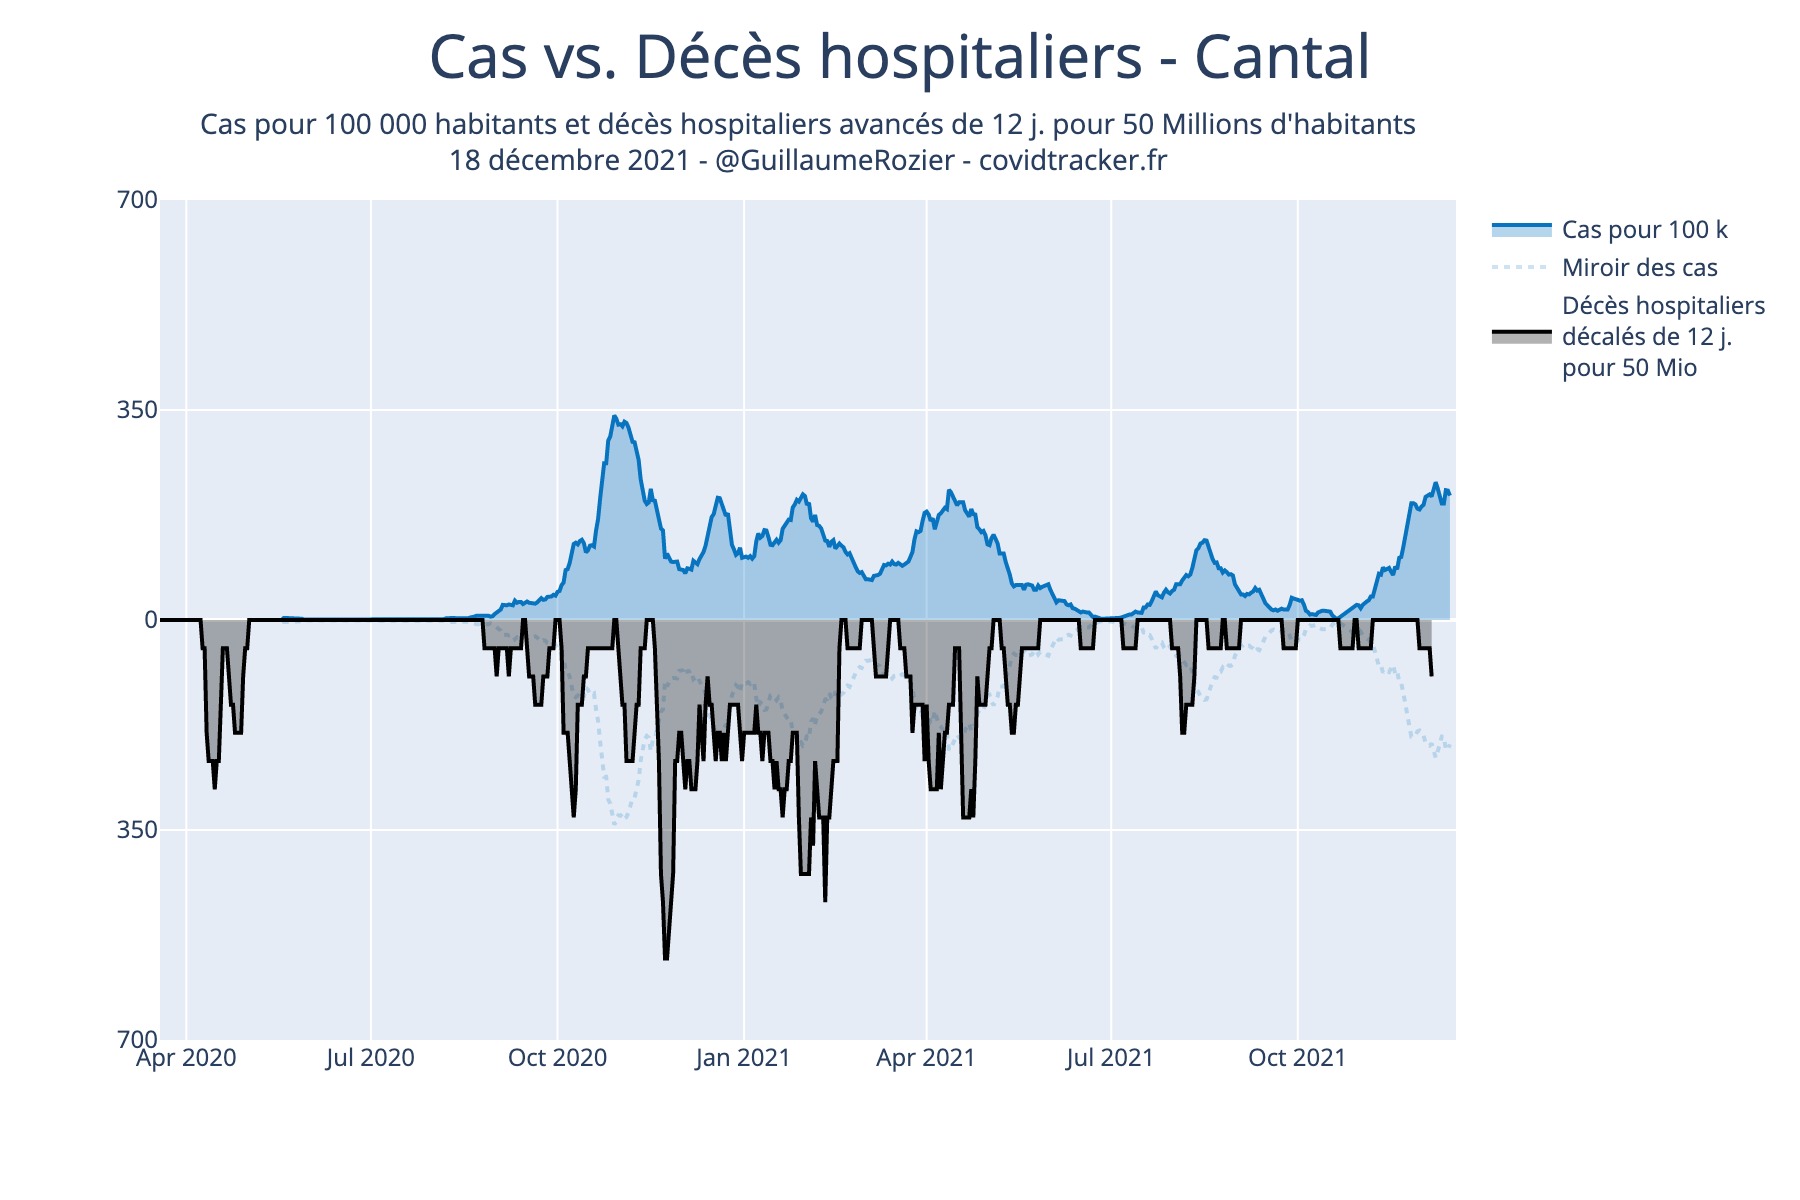 Cas vs. Décès hospitaliers - Cantal
Cas pour 100 000 habitants et décès hospitaliers avancés de 12 j. pour 50 Millions d'habitants
18 décembre 2021 - @GuillaumeRozier - covidtracker.fr
700
350
0
350
700
Apr 2020
Jul 2020
Oct 2020
Jan 2021
Apr 2021
Jul 2021
Oct 2021
Cas pour 100 k
Miroir des cas
Décès hospitaliers
décalés de 12 j.
pour 50 Mio